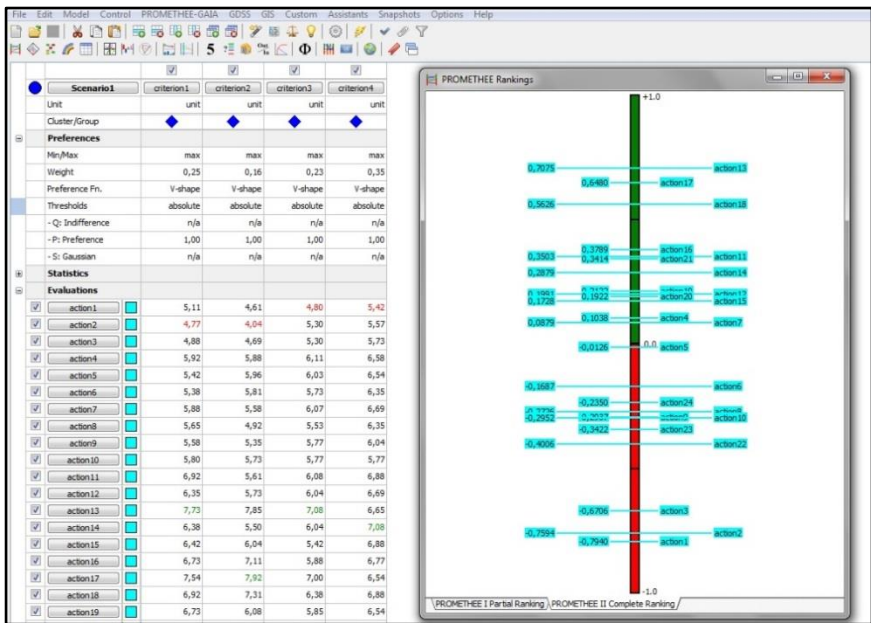 File Edit Model Control PROMETHEE-GAIA GDSS GIS Custom Assistants Snapshots Options Help
Scenario1 criterion1 criterion2 criterion3 criterion4
Unit unit unit unit unit
Cluster/Group
Preferences
Min/Max max max max max
Weight 0,25 0,16 0,23 0,35
Preference Fn. V-shape V-shape V-shape V-shape
Thresholds absolute absolute absolute absolute
- Q: Indifference n/a n/a n/a n/a
- P: Preference 1,00 1,00 1,00 1,00
- S: Gaussian n/a n/a n/a n/a
Statistics
Evaluations
action1 5,11 4,61 4,80 5,42
action2 4,77 4,04 5,30 5,57
action3 4,88 4,69 5,30 5,73
action4 5,92 5,88 6,11 6,58
action5 5,42 5,96 6,03 6,54
action6 5,38 5,81 5,73 6,35
action7 5,88 5,58 6,07 6,69
action8 5,65 4,92 5,53 6,35
action9 5,58 5,35 5,77 6,04
action10 5,80 5,73 5,77 5,77
action11 6,92 5,61 6,08 6,88
action12 6,35 5,73 6,04 6,69
action13 7,73 7,85 7,08 6,65
action14 6,38 5,50 6,04 7,08
action15 6,42 6,04 5,42 6,88
action16 6,73 7,11 5,88 6,77
action17 7,54 7,92 7,00 6,54
action18 6,92 7,31 6,38 6,88
action19 6,73 6,08 5,85 6,54
PROMETHEE Rankings
+1.0
0,7075 action13
0,6480 action17
0,5626 action18
0,3789 action16
0,3503 action11
0,3414 action21
0,2879 action14
0,1922 action20
0,1728 action15
0,1038 action4
0,0879 action7
0.0
-0,0126 action5
-0,1687 action6
-0,2350 action24
-0,2952 action10
-0,3422 action23
-0,4006 action22
-0,6706 action3
-0,7594 action2
-0,7940 action1
-1.0
PROMETHEE I Partial Ranking PROMETHEE II Complete Ranking